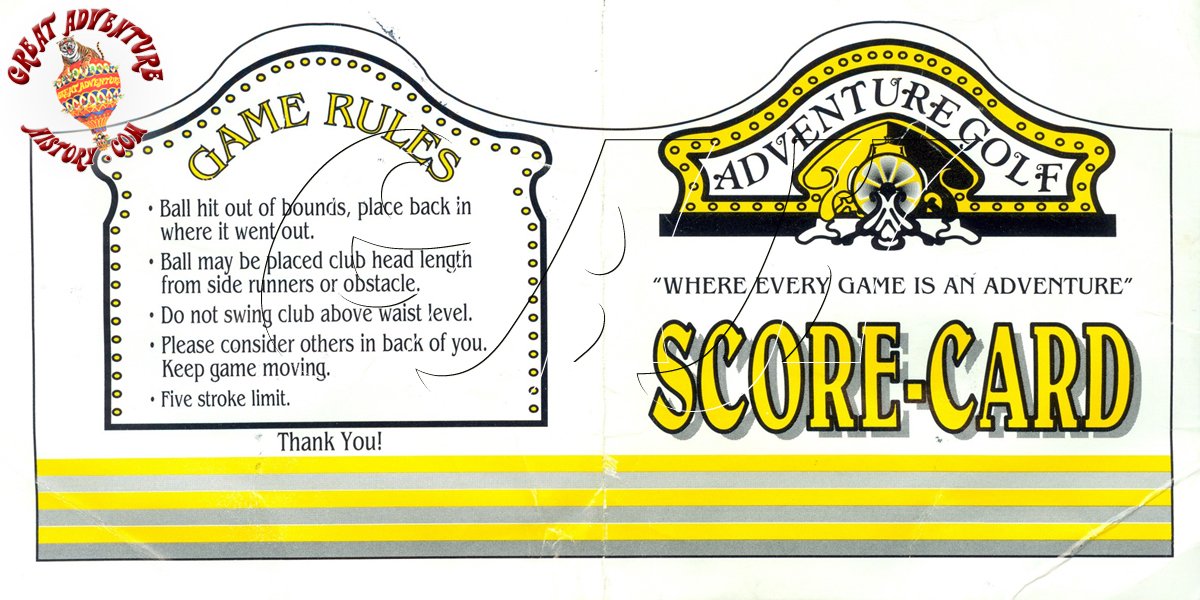 GREAT ADVENTURE
GREAT ADVENTURE
HISTORY · COM
GAME RULES
• Ball hit out of bounds, place back in
where it went out.
• Ball may be placed club head length
from side runners or obstacle.
• Do not swing club above waist level.
• Please consider others in back of you.
Keep game moving.
• Five stroke limit.
Thank You!
ADVENTURE GOLF
"WHERE EVERY GAME IS AN ADVENTURE"
SCORE-CARD